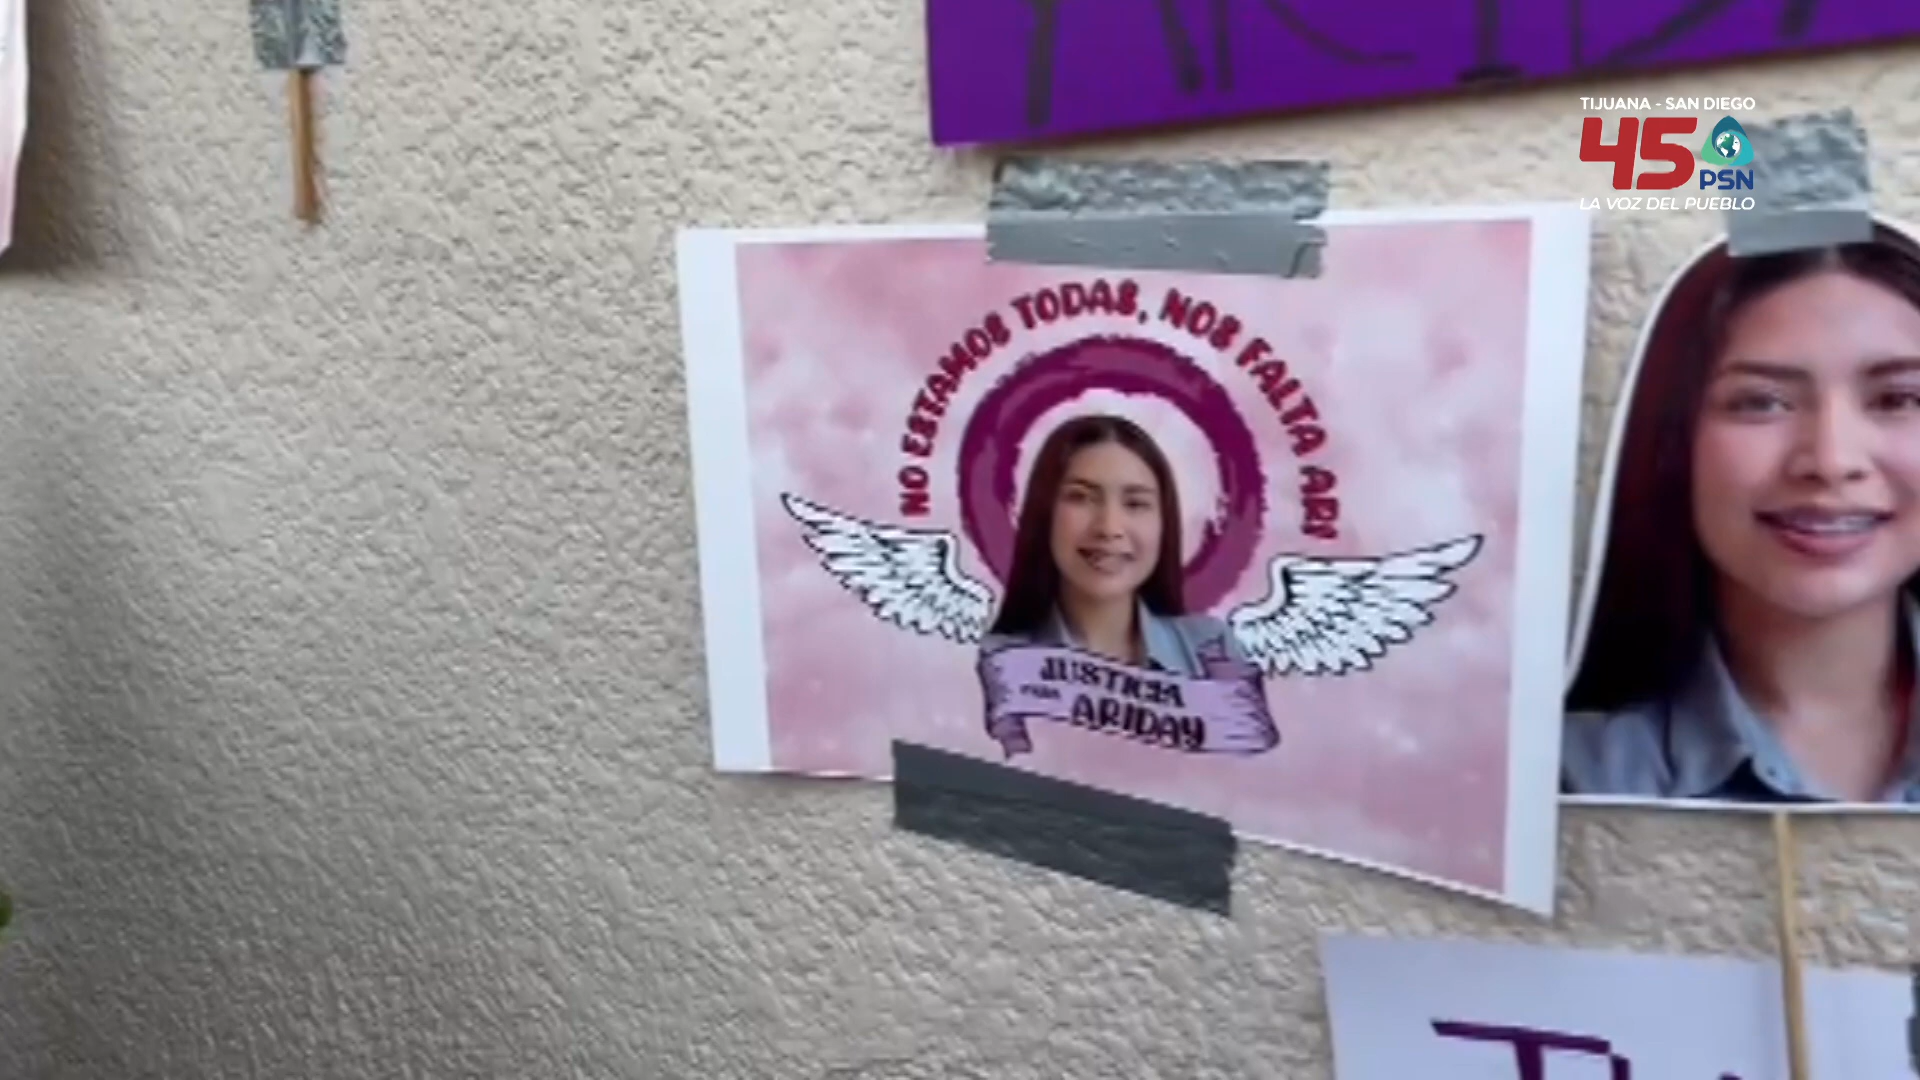 TIJUANA - SAN DIEGO
45
PSN
LA VOZ DEL PUEBLO
NO ESTAMOS TODAS, NOS FALTA ARI
JUSTICIA
PARA
ARIDAY